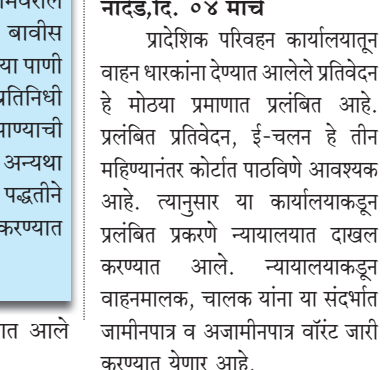 मवरील
बावीस
या पाणी
प्रतिनिधी
पाण्याची
अन्यथा
पद्धतीने
करण्यात
ात आले
नांदेड,दि. ०४ मार्च
प्रादेशिक परिवहन कार्यालयातून
वाहन धारकांना देण्यात आलेले प्रतिवेदन
हे मोठया प्रमाणात प्रलंबित आहे.
प्रलंबित प्रतिवेदन, ई-चलन हे तीन
महिण्यानंतर कोर्टात पाठविणे आवश्यक
आहे. त्यानुसार या कार्यालयाकडून
प्रलंबित प्रकरणे न्यायालयात दाखल
करण्यात आले. न्यायालयाकडून
वाहनमालक, चालक यांना या संदर्भात
जामीनपात्र व अजामीनपात्र वॉरंट जारी
करण्यात येणार आहे.